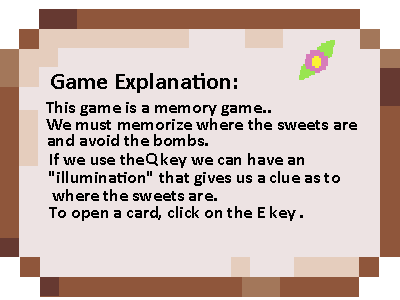 Game Explanation:
This game is a memory game..
We must memorize where the sweets are
and avoid the bombs.
If we use theQkey we can have an
"illumination" that gives us a clue as to
where the sweets are.
To open a card, click on the E key .